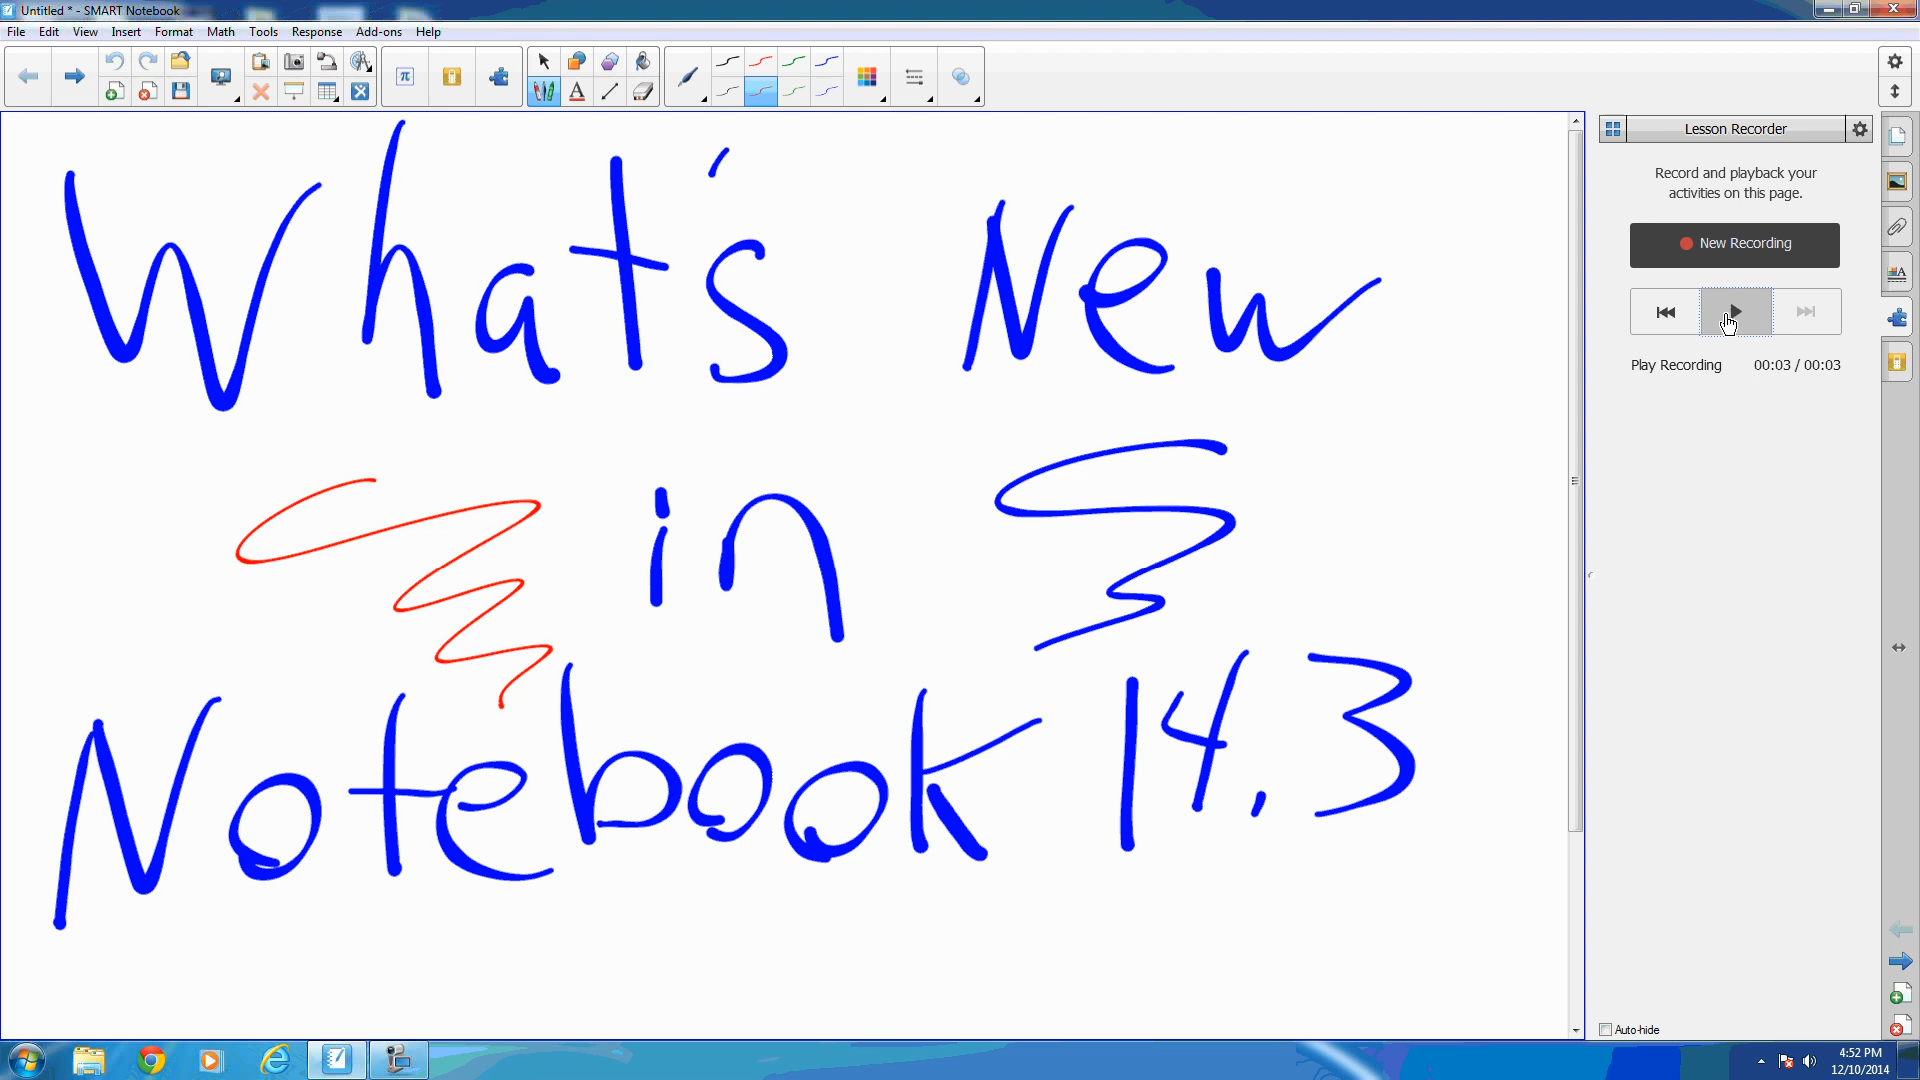 Untitled * - SMART Notebook
File Edit View Insert Format Math Tools Response Add-ons Help
Lesson Recorder
Record and playback your
activities on this page.
New Recording
Play Recording 00:03 / 00:03
What's New
in
Notebook 14.3
Auto-hide
4:52 PM
12/10/2014